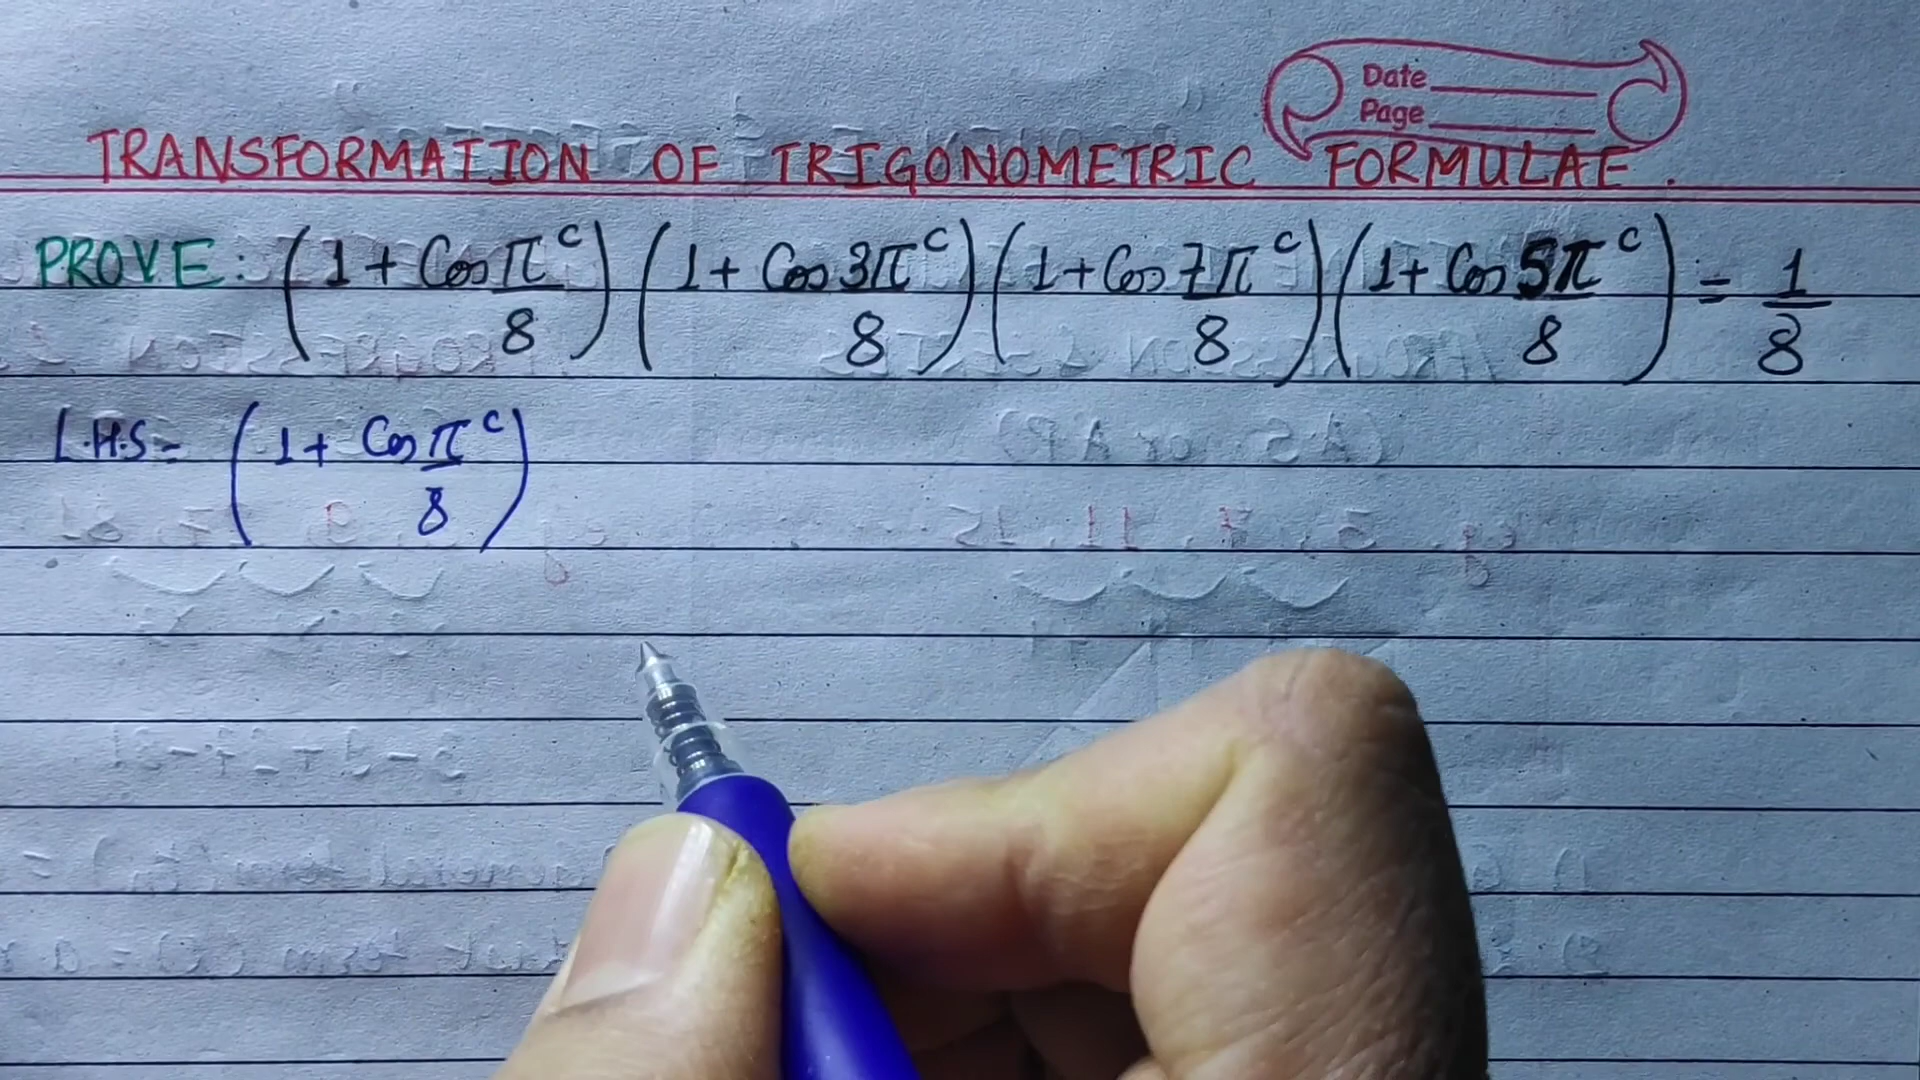 Date
Page
TRANSFORMATION OF TRIGONOMETRIC FORMULAE.
PROVE: (1 + Cos π^c/8) (1 + Cos 3π^c/8) (1 + Cos 7π^c/8) (1 + Cos 5π^c/8) = 1/8
L.H.S = (1 + Cos π^c/8)